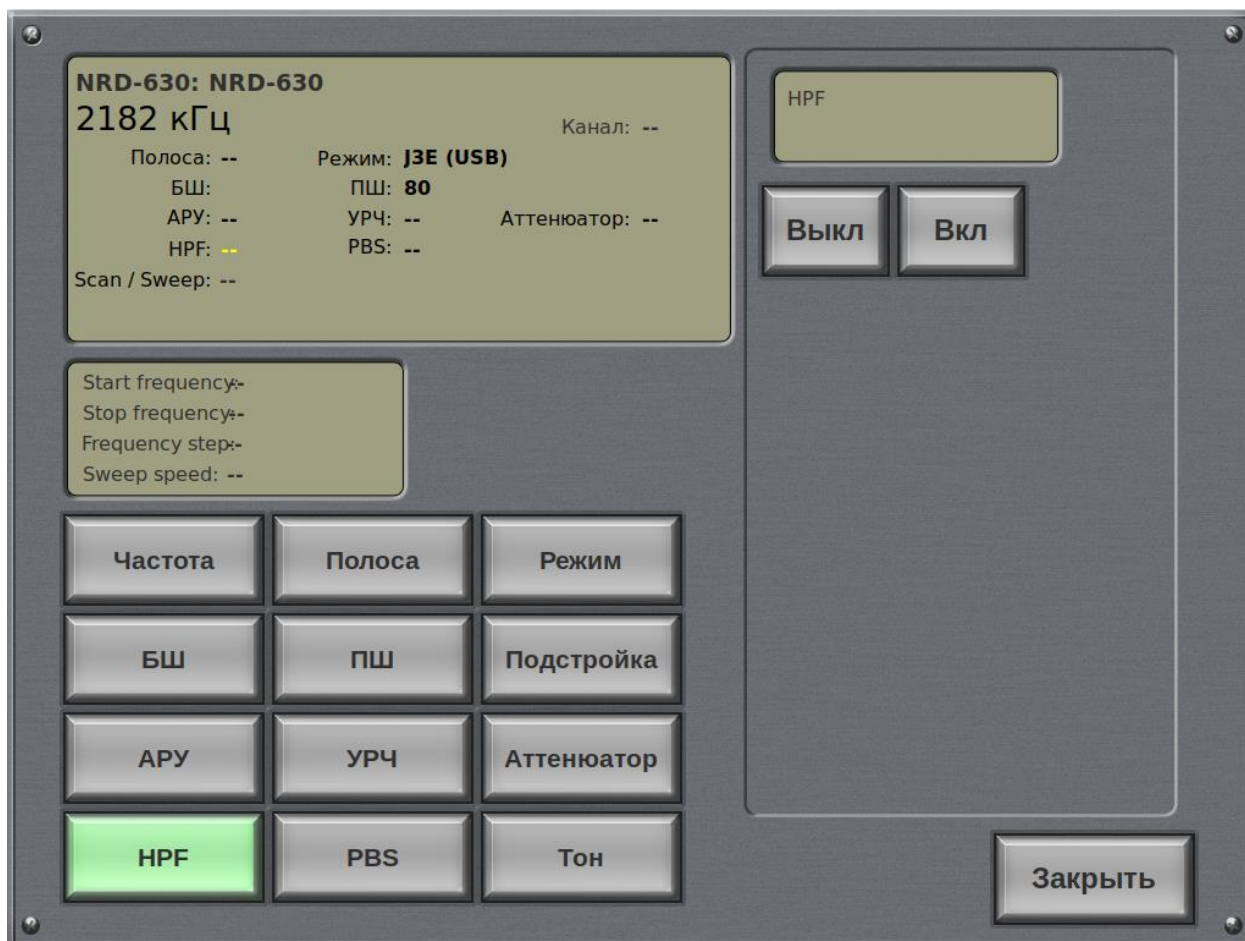 NRD-630: NRD-630
2182 кГц
Канал: --
Полоса: -- Режим: J3E (USB)
БШ: ПШ: 80
АРУ: -- УРЧ: -- Аттенюатор: --
HPF: -- PBS: --
Scan / Sweep: --
Start frequency: --
Stop frequency: --
Frequency step: --
Sweep speed: --
Частота Полоса Режим
БШ ПШ Подстройка
АРУ УРЧ Аттенюатор
HPF PBS Тон
HPF
Выкл Вкл
Закрыть